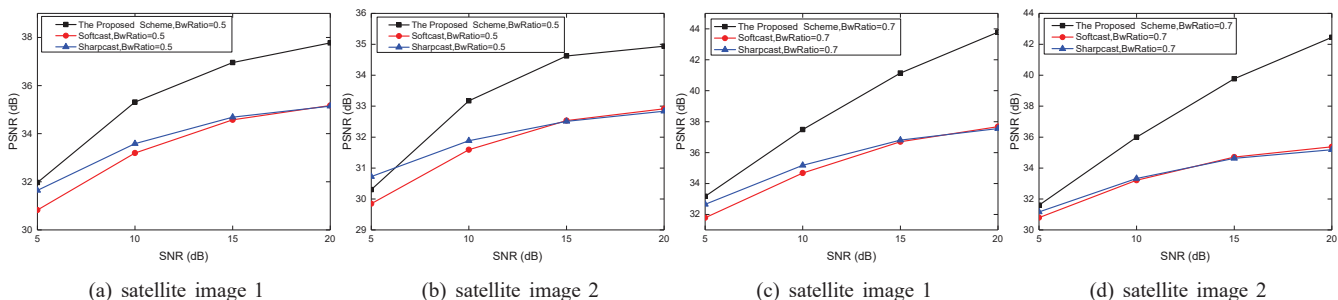 The Proposed Scheme,BwRatio=0.5
Softcast,BwRatio=0.5
Sharpcast,BwRatio=0.5
38
36
34
32
30
PSNR (dB)
5 10 15 20
SNR (dB)
(a) satellite image 1
The Proposed Scheme,BwRatio=0.5
Softcast,BwRatio=0.5
Sharpcast,BwRatio=0.5
36
35
34
33
32
31
30
29
PSNR (dB)
5 10 15 20
SNR (dB)
(b) satellite image 2
The Proposed Scheme,BwRatio=0.7
Softcast,BwRatio=0.7
Sharpcast,BwRatio=0.7
44
42
40
38
36
34
32
PSNR (dB)
5 10 15 20
SNR (dB)
(c) satellite image 1
The Proposed Scheme,BwRatio=0.7
Softcast,BwRatio=0.7
Sharpcast,BwRatio=0.7
44
42
40
38
36
34
32
30
PSNR (dB)
5 10 15 20
SNR (dB)
(d) satellite image 2